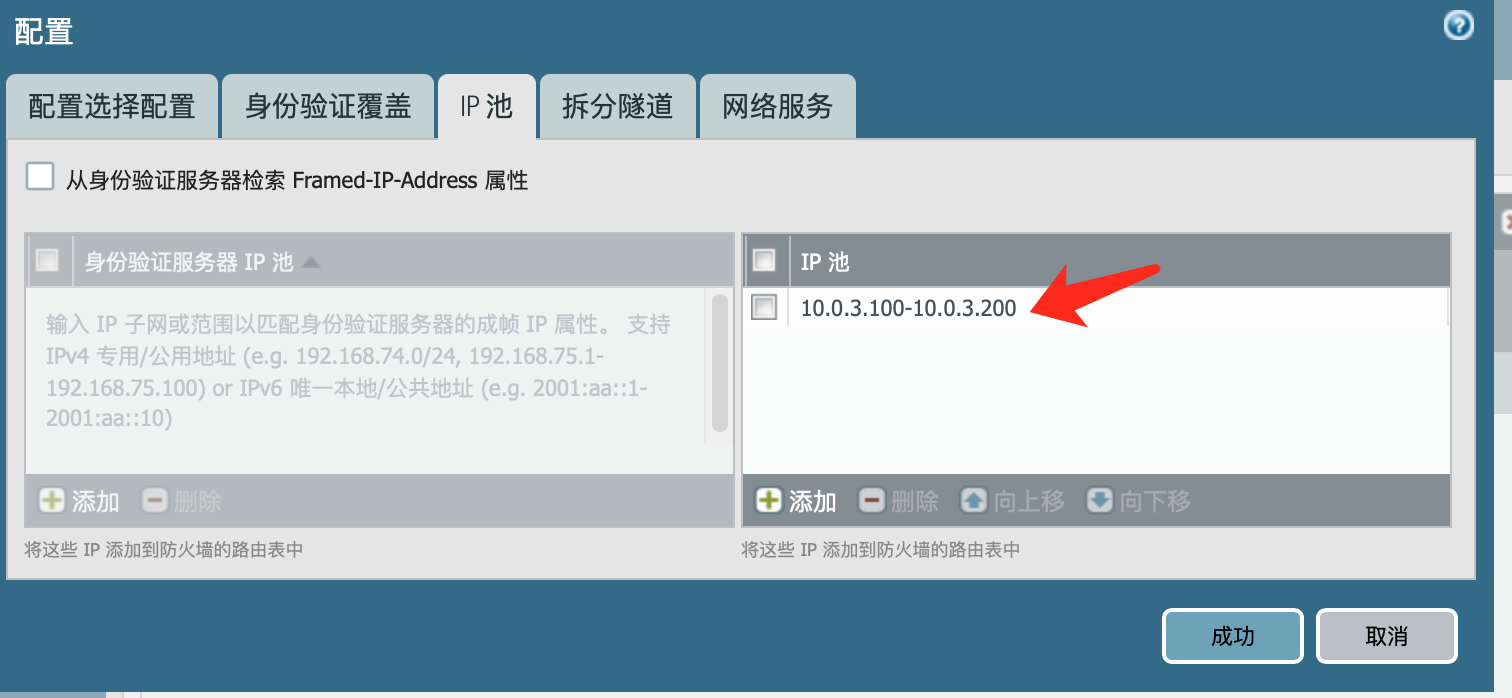 配置
配置选择配置
身份验证覆盖
IP 池
拆分隧道
网络服务
从身份验证服务器检索 Framed-IP-Address 属性
身份验证服务器 IP 池
输入 IP 子网或范围以匹配身份验证服务器的成帧 IP 属性。 支持
IPv4 专用/公用地址 (e.g. 192.168.74.0/24, 192.168.75.1-
192.168.75.100) or IPv6 唯一本地/公共地址 (e.g. 2001:aa::1-
2001:aa::10)
添加
删除
将这些 IP 添加到防火墙的路由表中
IP 池
10.0.3.100-10.0.3.200
添加
删除
向上移
向下移
将这些 IP 添加到防火墙的路由表中
成功
取消